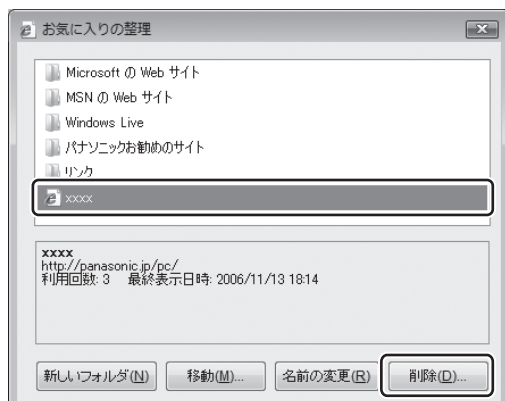 お気に入りの整理
Microsoft の Web サイト
MSN の Web サイト
Windows Live
パナソニックお勧めのサイト
リンク
xxxx
xxxx
http://panasonic.jp/pc/
利用回数: 3 最終表示日時: 2006/11/13 18:14
新しいフォルダ(N) 移動(M)... 名前の変更(R) 削除(D)...